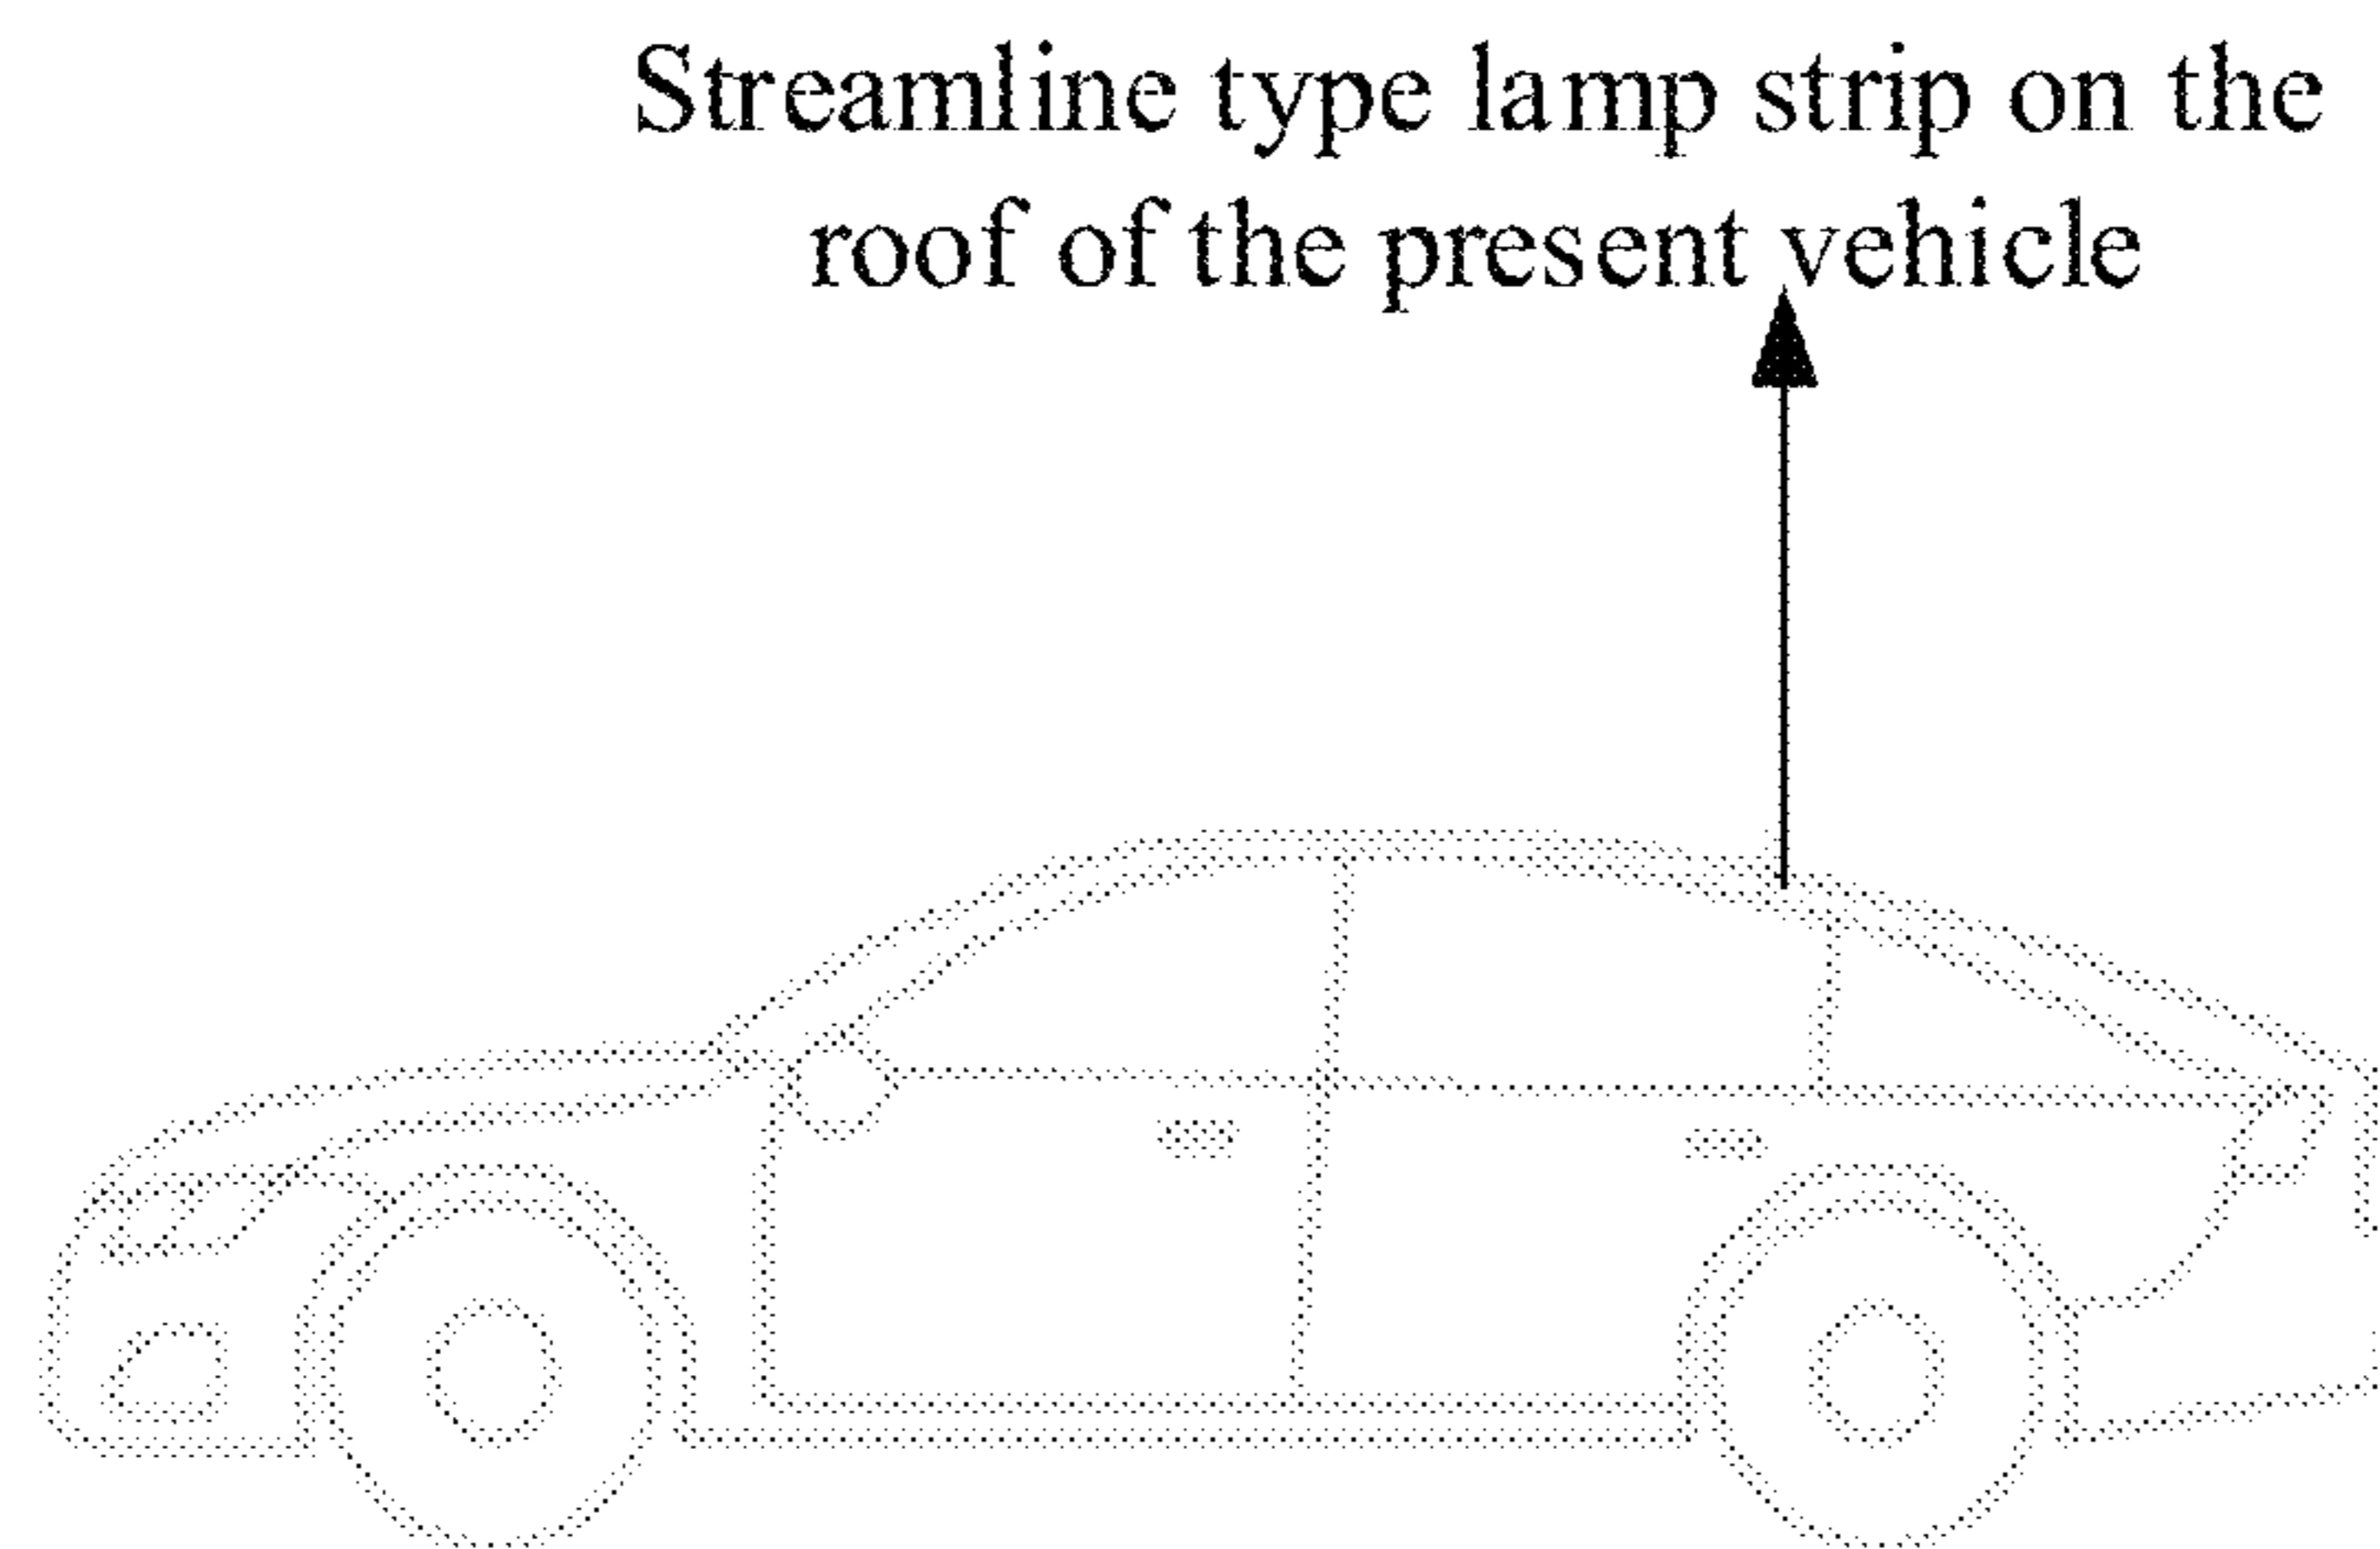 Streamline type lamp strip on the
roof of the present vehicle